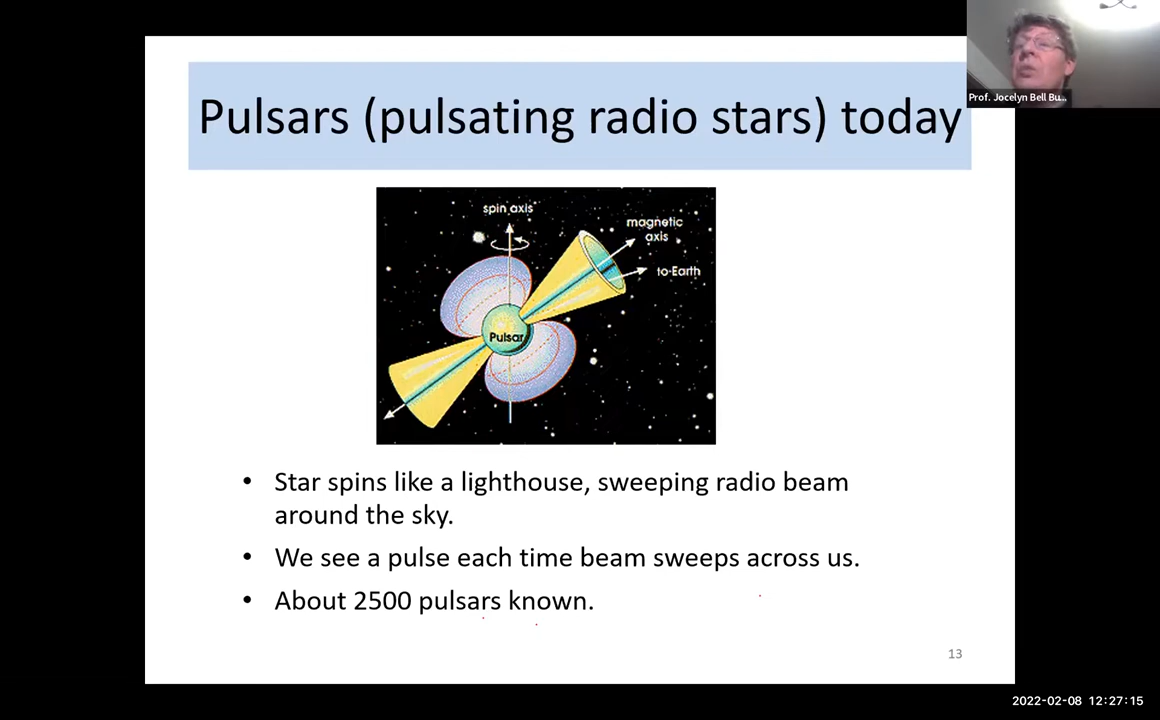 Prof. Jocelyn Bell Bu...
Pulsars (pulsating radio stars) today
spin axis
magnetic
axis
to Earth
Pulsar
• Star spins like a lighthouse, sweeping radio beam
around the sky.
• We see a pulse each time beam sweeps across us.
• About 2500 pulsars known.
13
2022-02-08 12:27:15